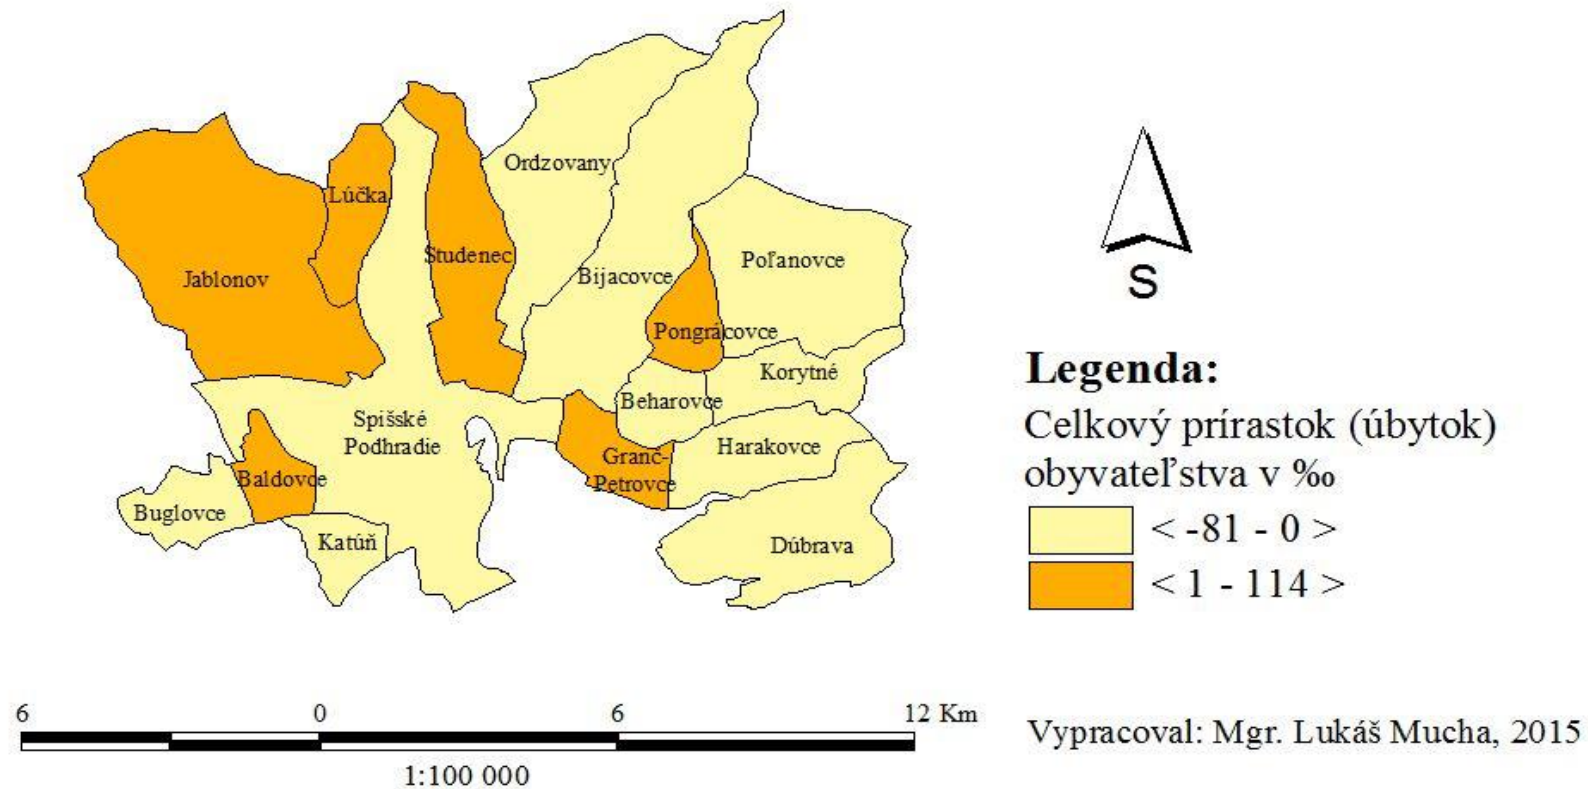 Ordzovany
Lúčka
Studenec
Jablonov
Bijacovce
Poľanovce
Pongrácovce
Korytné
Beharovce
Spišské
Podhradie
Harakovce
Granč-
Petrovce
Baldovce
Buglovce
Katúň
Dúbrava
S
Legenda:
Celkový prírastok (úbytok)
obyvateľstva v ‰
< -81 - 0 >
< 1 - 114 >
6 0 6 12 Km
1:100 000
Vypracoval: Mgr. Lukáš Mucha, 2015